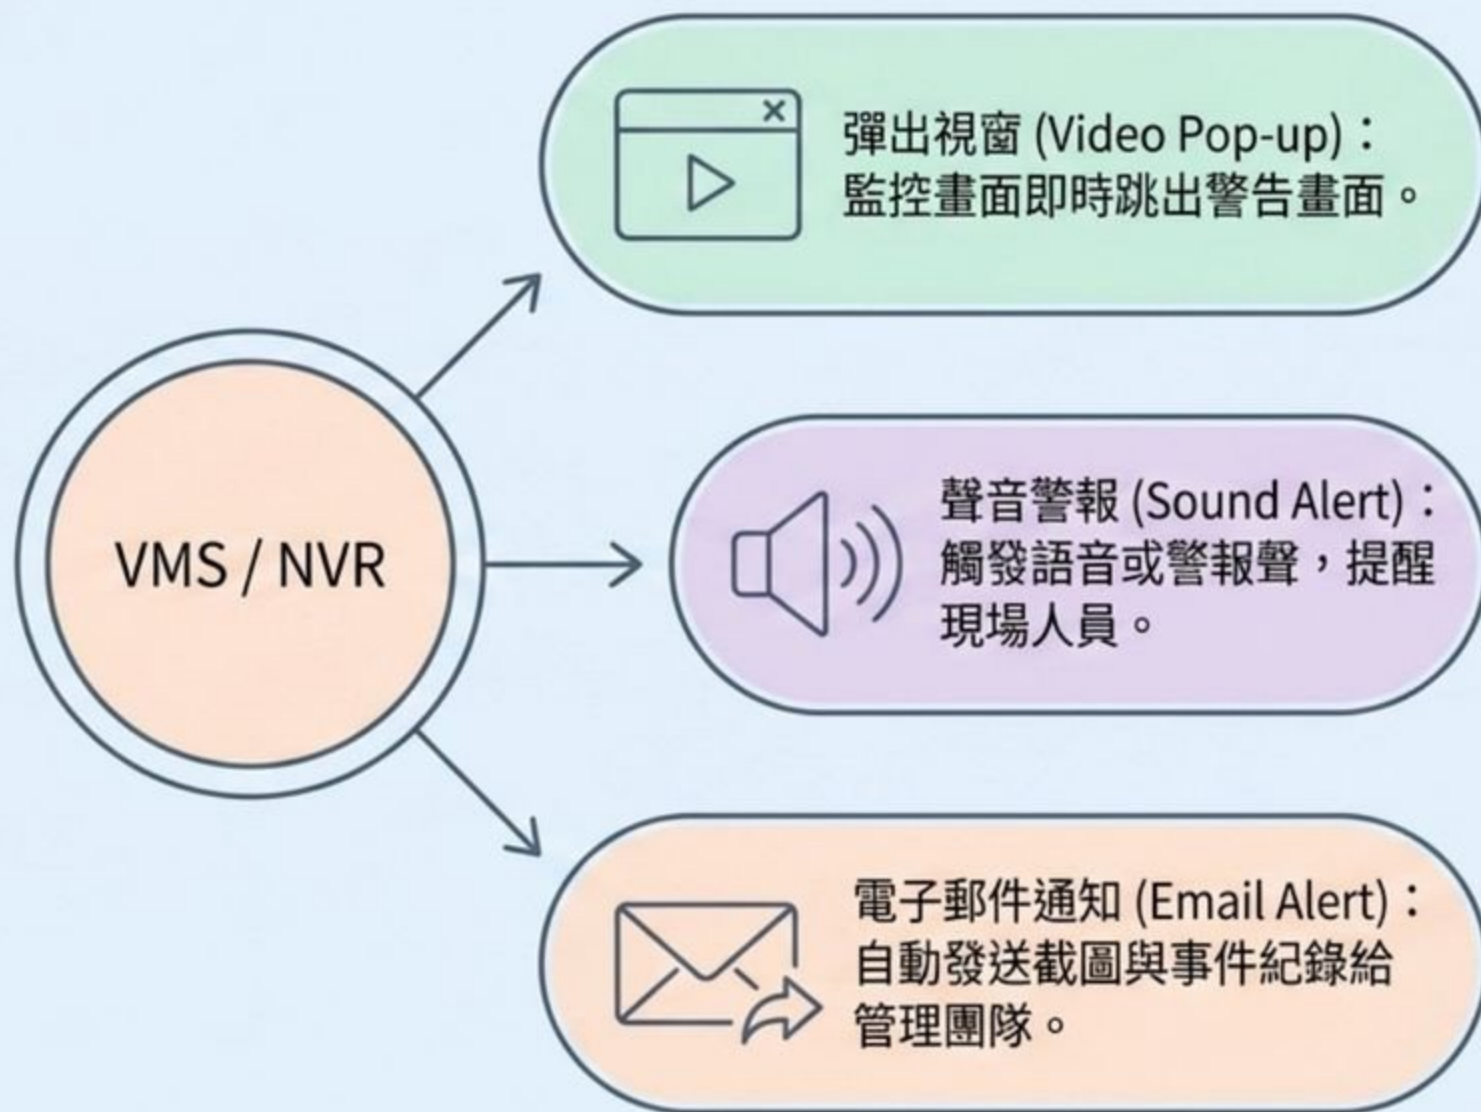 彈出視窗 (Video Pop-up)：
監控畫面即時跳出警告畫面。
VMS / NVR
聲音警報 (Sound Alert)：
觸發語音或警報聲，提醒
現場人員。
電子郵件通知 (Email Alert)：
自動發送截圖與事件紀錄給
管理團隊。